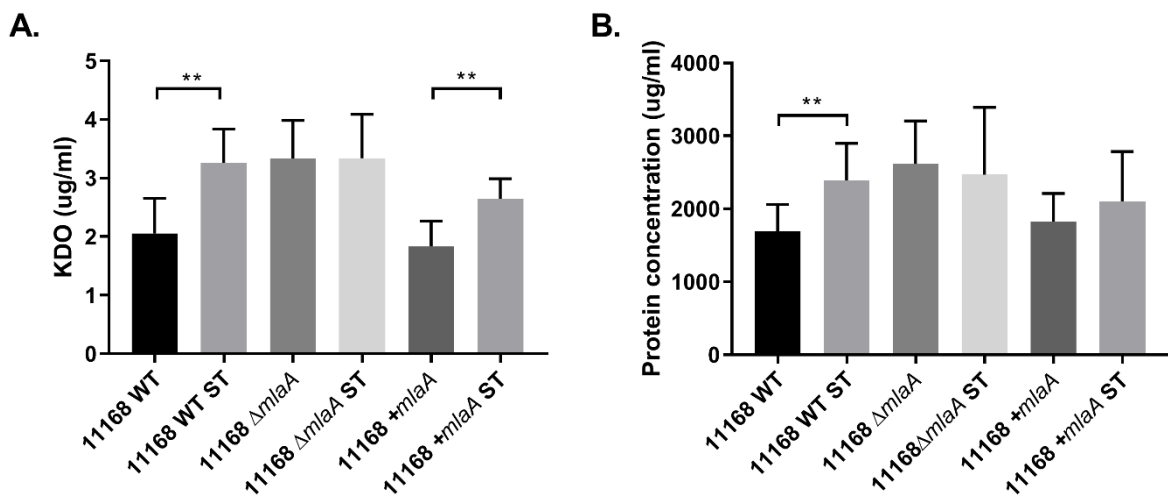 A.
KDO (ug/ml)
5
4
3
2
1
0
**
**
11168 WT
11168 WT ST
11168 ΔmlaA
11168 ΔmlaA ST
11168 +mlaA
11168 +mlaA ST
B.
Protein concentration (ug/ml)
4000
3000
2000
1000
0
**
11168 WT
11168 WT ST
11168 ΔmlaA
11168ΔmlaA ST
11168 +mlaA
11168 +mlaA ST